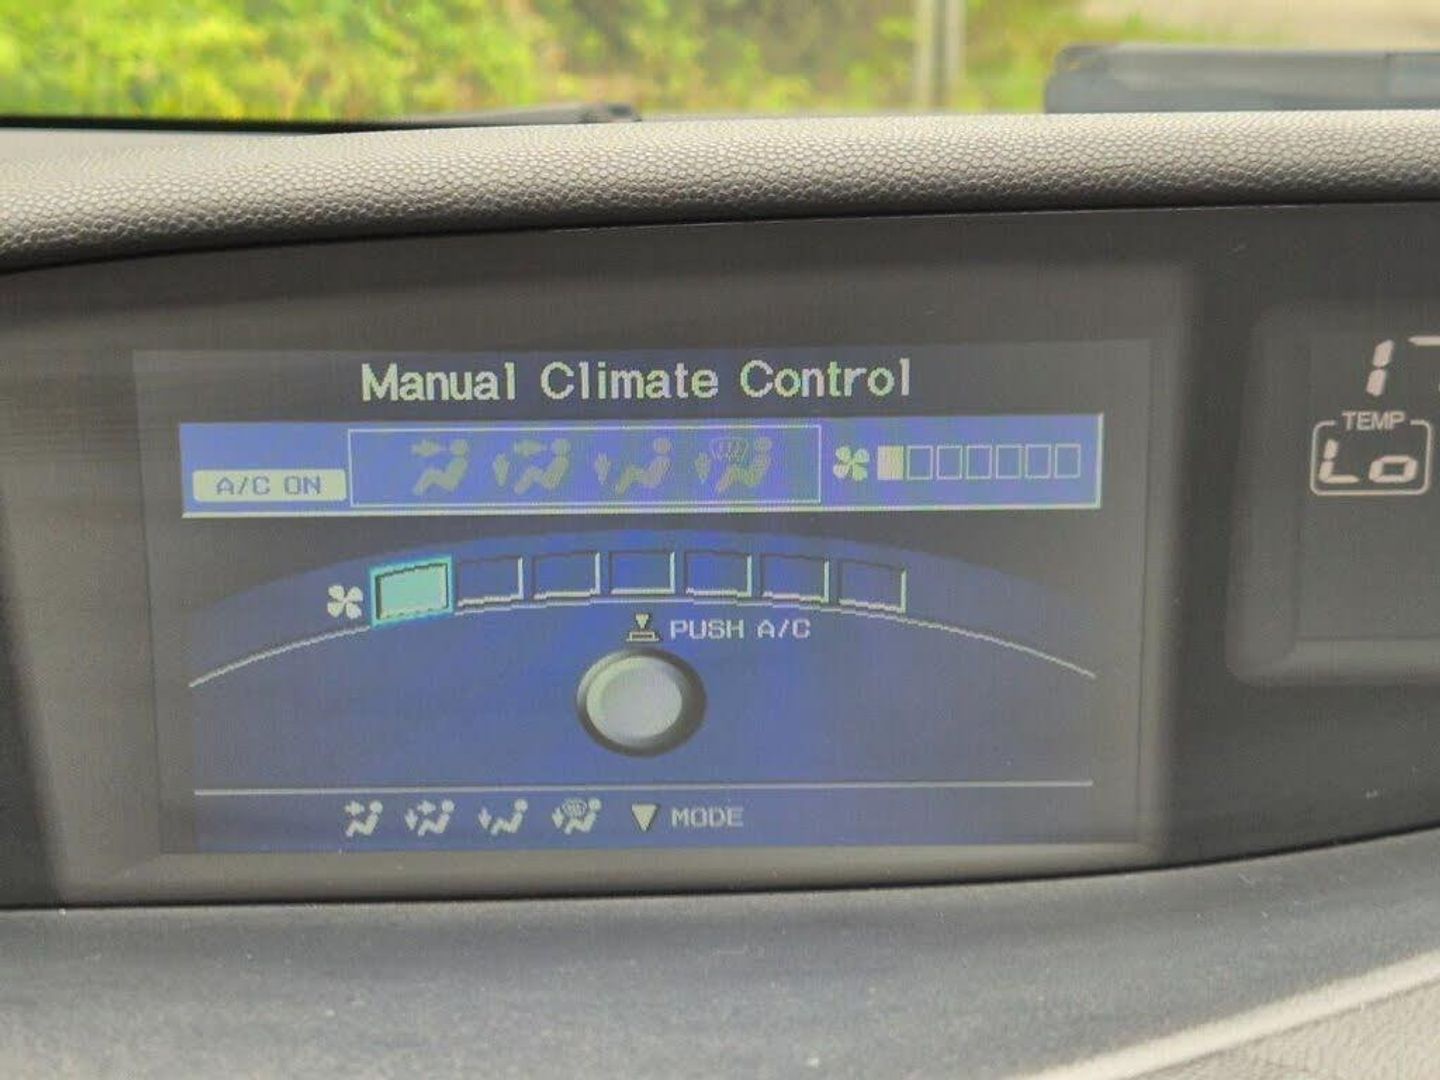 Manual Climate Control
A/C ON
PUSH A/C
MODE
TEMP
Lo